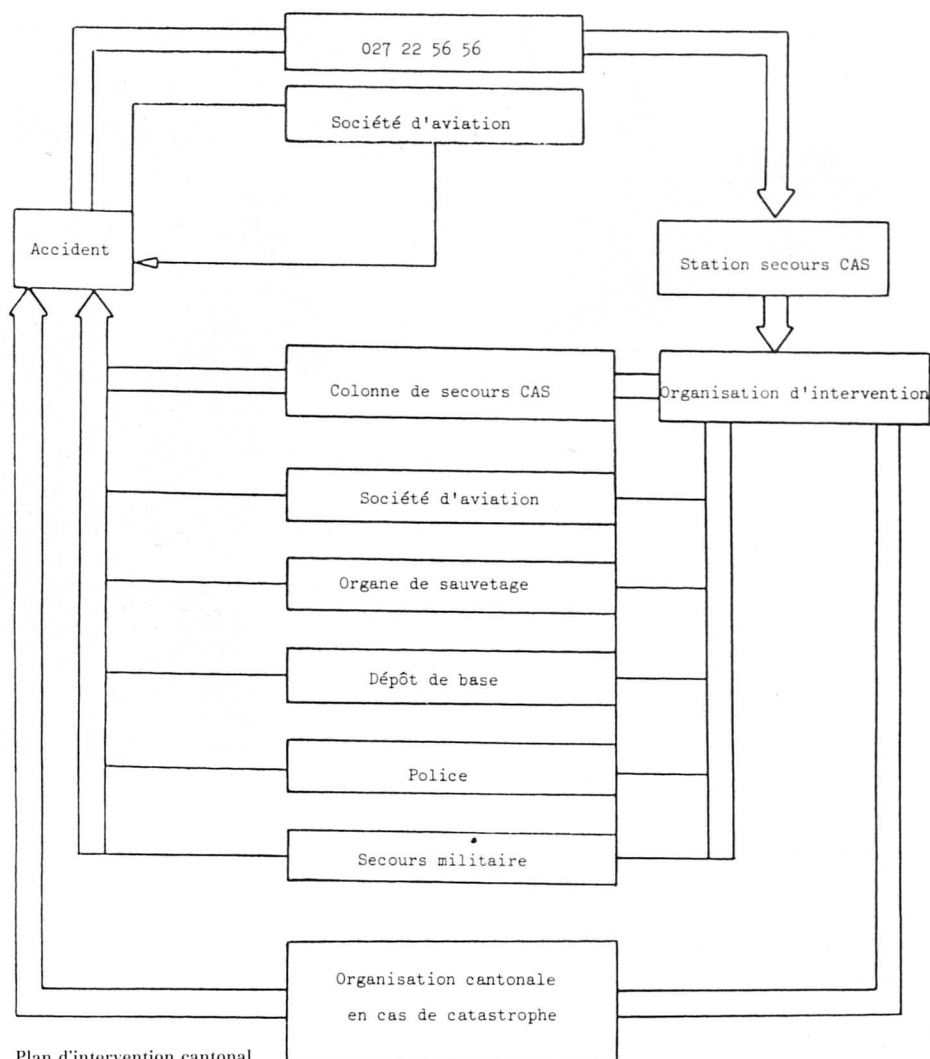 027 22 56 56
Société d'aviation
Accident
Station secours CAS
Colonne de secours CAS
Organisation d'intervention
Société d'aviation
Organe de sauvetage
Dépôt de base
Police
Secours militaire
Organisation cantonale
en cas de catastrophe
Plan d'intervention cantonal